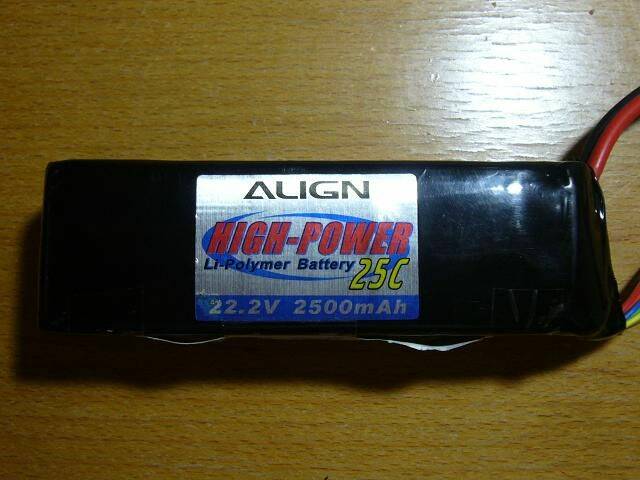 ALIGN
HIGH-POWER
Li-Polymer Battery 25C
22.2V 2500mAh